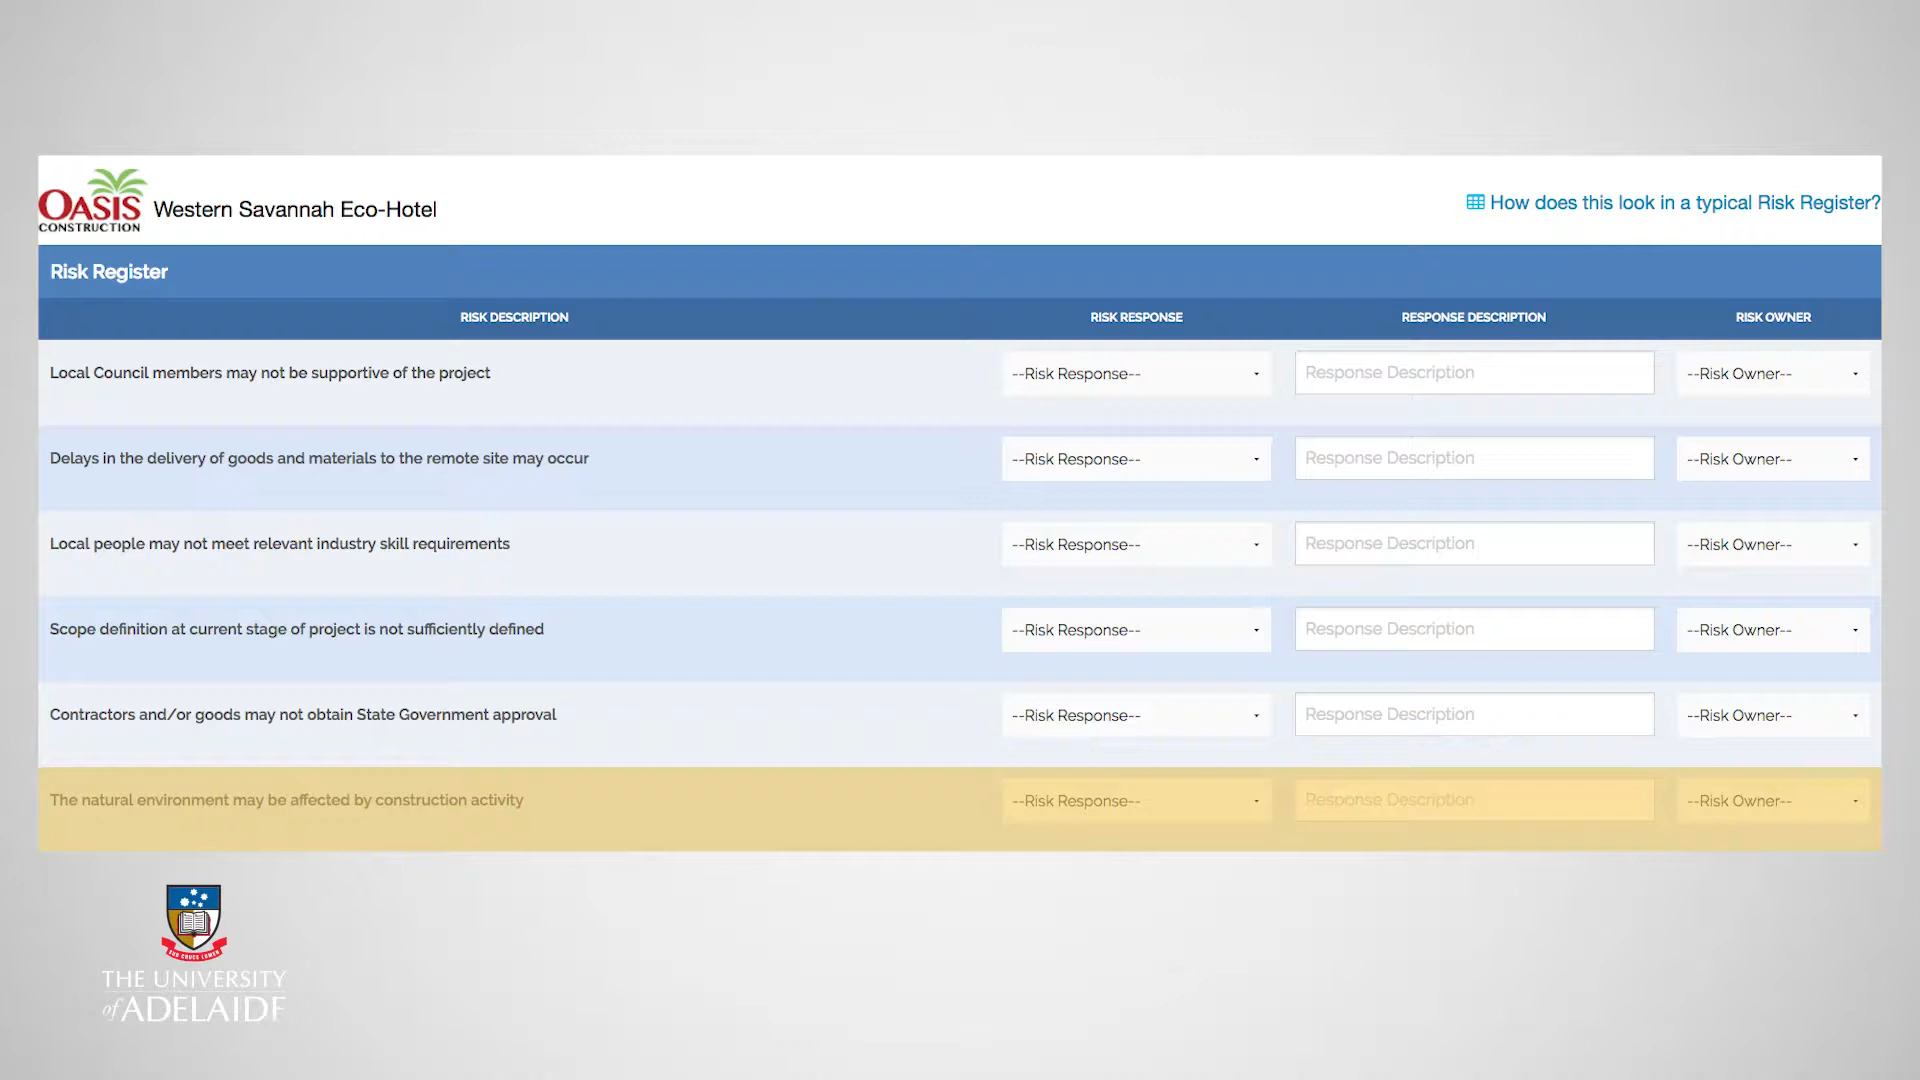 OASIS
CONSTRUCTION
Western Savannah Eco-Hotel
How does this look in a typical Risk Register?
Risk Register
RISK DESCRIPTION RISK RESPONSE RESPONSE DESCRIPTION RISK OWNER
Local Council members may not be supportive of the project --Risk Response-- Response Description --Risk Owner--
Delays in the delivery of goods and materials to the remote site may occur --Risk Response-- Response Description --Risk Owner--
Local people may not meet relevant industry skill requirements --Risk Response-- Response Description --Risk Owner--
Scope definition at current stage of project is not sufficiently defined --Risk Response-- Response Description --Risk Owner--
Contractors and/or goods may not obtain State Government approval --Risk Response-- Response Description --Risk Owner--
The natural environment may be affected by construction activity --Risk Response-- Response Description --Risk Owner--
SUB CRUCE LUMEN
THE UNIVERSITY
of ADELAIDE